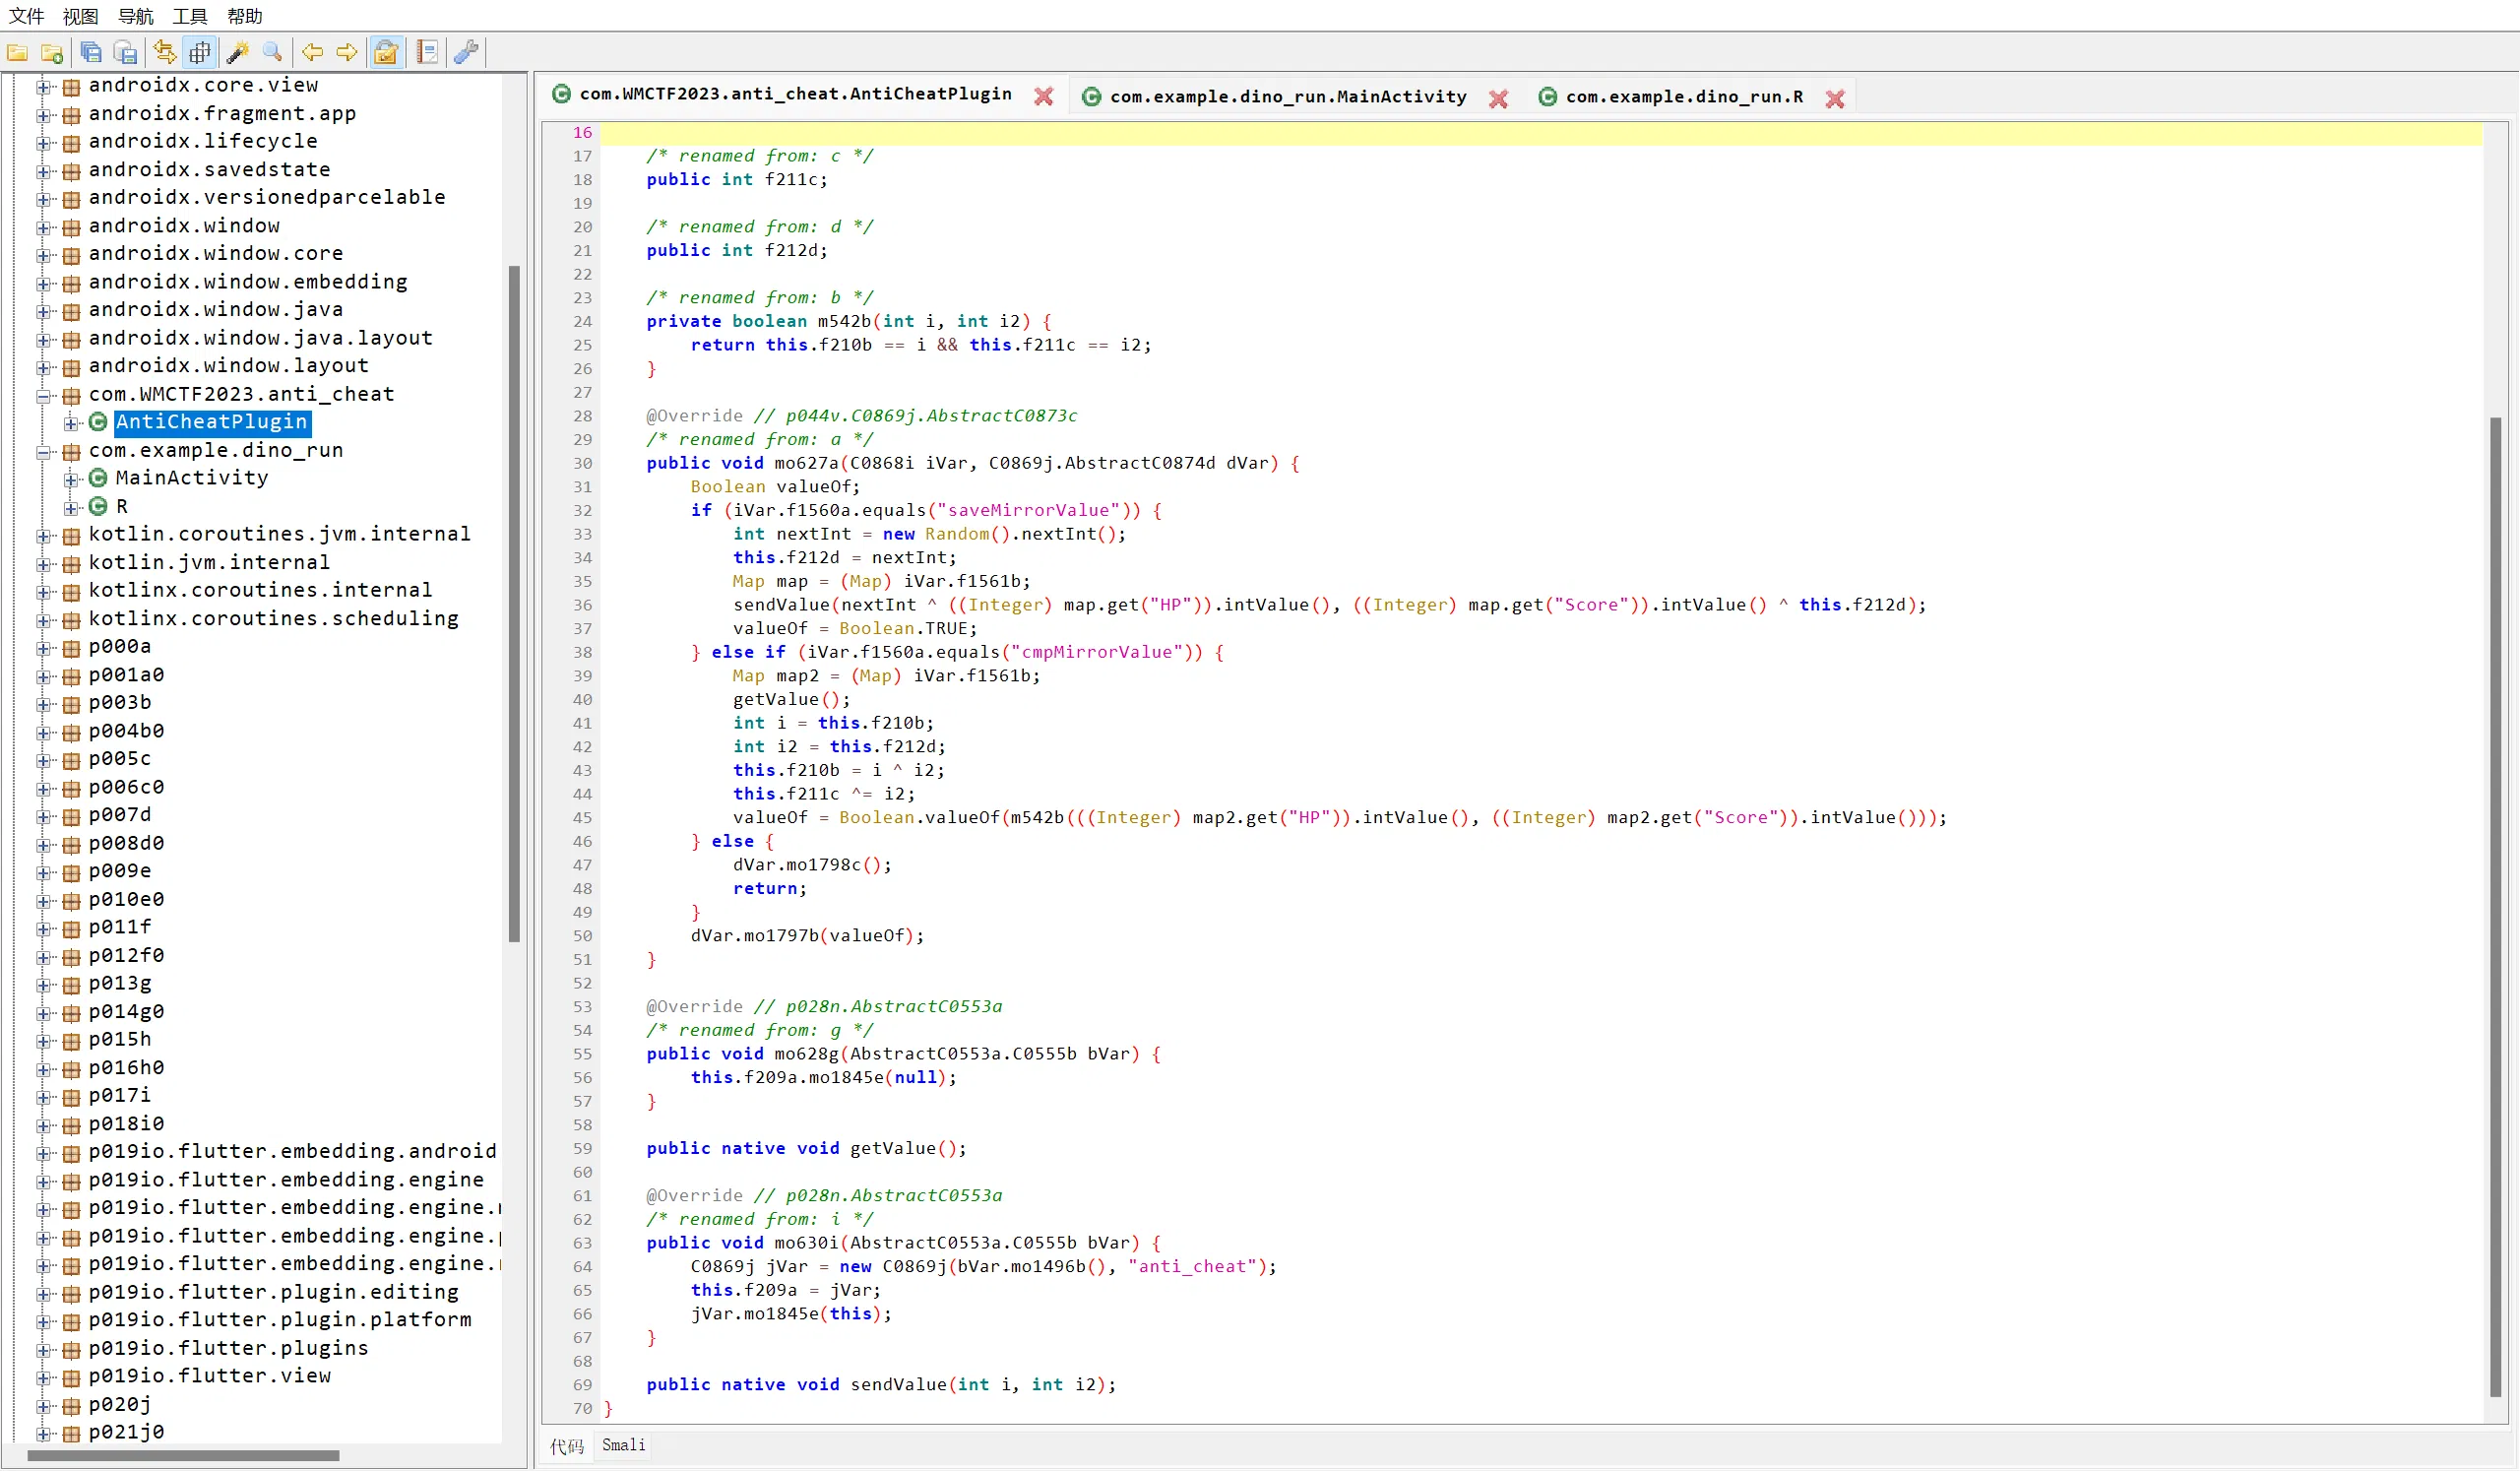 文件 视图 导航 工具 帮助
androidx.core.view
androidx.fragment.app
androidx.lifecycle
androidx.savedstate
androidx.versionedparcelable
androidx.window
androidx.window.core
androidx.window.embedding
androidx.window.java
androidx.window.java.layout
androidx.window.layout
com.WMCTF2023.anti_cheat
AntiCheatPlugin
com.example.dino_run
MainActivity
R
kotlin.coroutines.jvm.internal
kotlin.jvm.internal
kotlinx.coroutines.internal
kotlinx.coroutines.scheduling
p000a
p001a0
p003b
p004b0
p005c
p006c0
p007d
p008d0
p009e
p010e0
p011f
p012f0
p013g
p014g0
p015h
p016h0
p017i
p018i0
p019io.flutter.embedding.android
p019io.flutter.embedding.engine
p019io.flutter.embedding.engine.
p019io.flutter.embedding.engine.
p019io.flutter.embedding.engine.
p019io.flutter.plugin.editing
p019io.flutter.plugin.platform
p019io.flutter.plugins
p019io.flutter.view
p020j
p021j0
com.WMCTF2023.anti_cheat.AntiCheatPlugin com.example.dino_run.MainActivity com.example.dino_run.R
16
17 /* renamed from: c */
18 public int f211c;
19
20 /* renamed from: d */
21 public int f212d;
22
23 /* renamed from: b */
24 private boolean m542b(int i, int i2) {
25 return this.f210b == i && this.f211c == i2;
26 }
27
28 @Override // p044v.C0869j.AbstractC0873c
29 /* renamed from: a */
30 public void mo627a(C0868i iVar, C0869j.AbstractC0874d dVar) {
31 Boolean valueOf;
32 if (iVar.f1560a.equals("saveMirrorValue")) {
33 int nextInt = new Random().nextInt();
34 this.f212d = nextInt;
35 Map map = (Map) iVar.f1561b;
36 sendValue(nextInt ^ ((Integer) map.get("HP")).intValue(), ((Integer) map.get("Score")).intValue() ^ this.f212d);
37 valueOf = Boolean.TRUE;
38 } else if (iVar.f1560a.equals("cmpMirrorValue")) {
39 Map map2 = (Map) iVar.f1561b;
40 getValue();
41 int i = this.f210b;
42 int i2 = this.f212d;
43 this.f210b = i ^ i2;
44 this.f211c ^= i2;
45 valueOf = Boolean.valueOf(m542b(((Integer) map2.get("HP")).intValue(), ((Integer) map2.get("Score")).intValue()));
46 } else {
47 dVar.mo1798c();
48 return;
49 }
50 dVar.mo1797b(valueOf);
51 }
52
53 @Override // p028n.AbstractC0553a
54 /* renamed from: g */
55 public void mo628g(AbstractC0553a.C0555b bVar) {
56 this.f209a.mo1845e(null);
57 }
58
59 public native void getValue();
60
61 @Override // p028n.AbstractC0553a
62 /* renamed from: i */
63 public void mo630i(AbstractC0553a.C0555b bVar) {
64 C0869j jVar = new C0869j(bVar.mo1496b(), "anti_cheat");
65 this.f209a = jVar;
66 jVar.mo1845e(this);
67 }
68
69 public native void sendValue(int i, int i2);
70 }
代码 Smali